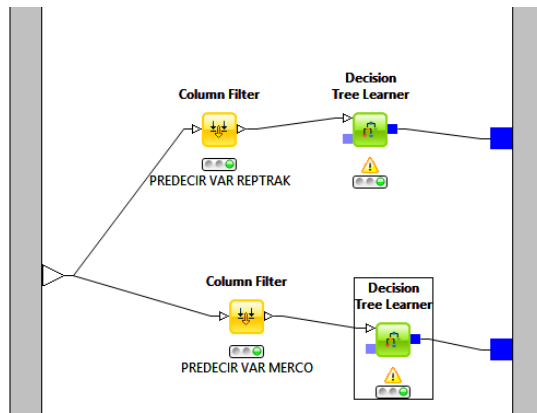 Decision
Column Filter
Tree Learner
PREDECIR VAR REPTRAK
Column Filter
Decision
Tree Learner
PREDECIR VAR MERCO